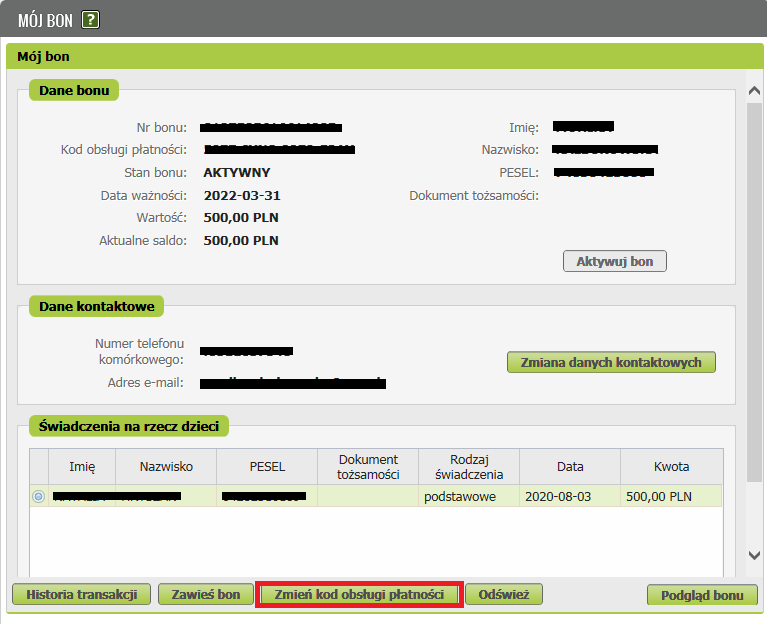 MÓJ BON ?
Mój bon
Dane bonu
Nr bonu:
Imię:
Kod obsługi płatności:
Nazwisko:
Stan bonu: AKTYWNY
PESEL:
Data ważności: 2022-03-31
Dokument tożsamości:
Wartość: 500,00 PLN
Aktualne saldo: 500,00 PLN
Aktywuj bon
Dane kontaktowe
Numer telefonu
komórkowego:
Zmiana danych kontaktowych
Adres e-mail:
Świadczenia na rzecz dzieci
Imię Nazwisko PESEL Dokument tożsamości Rodzaj świadczenia Data Kwota
podstawowe 2020-08-03 500,00 PLN
Historia transakcji Zawieś bon Zmień kod obsługi płatności Odśwież Podgląd bonu